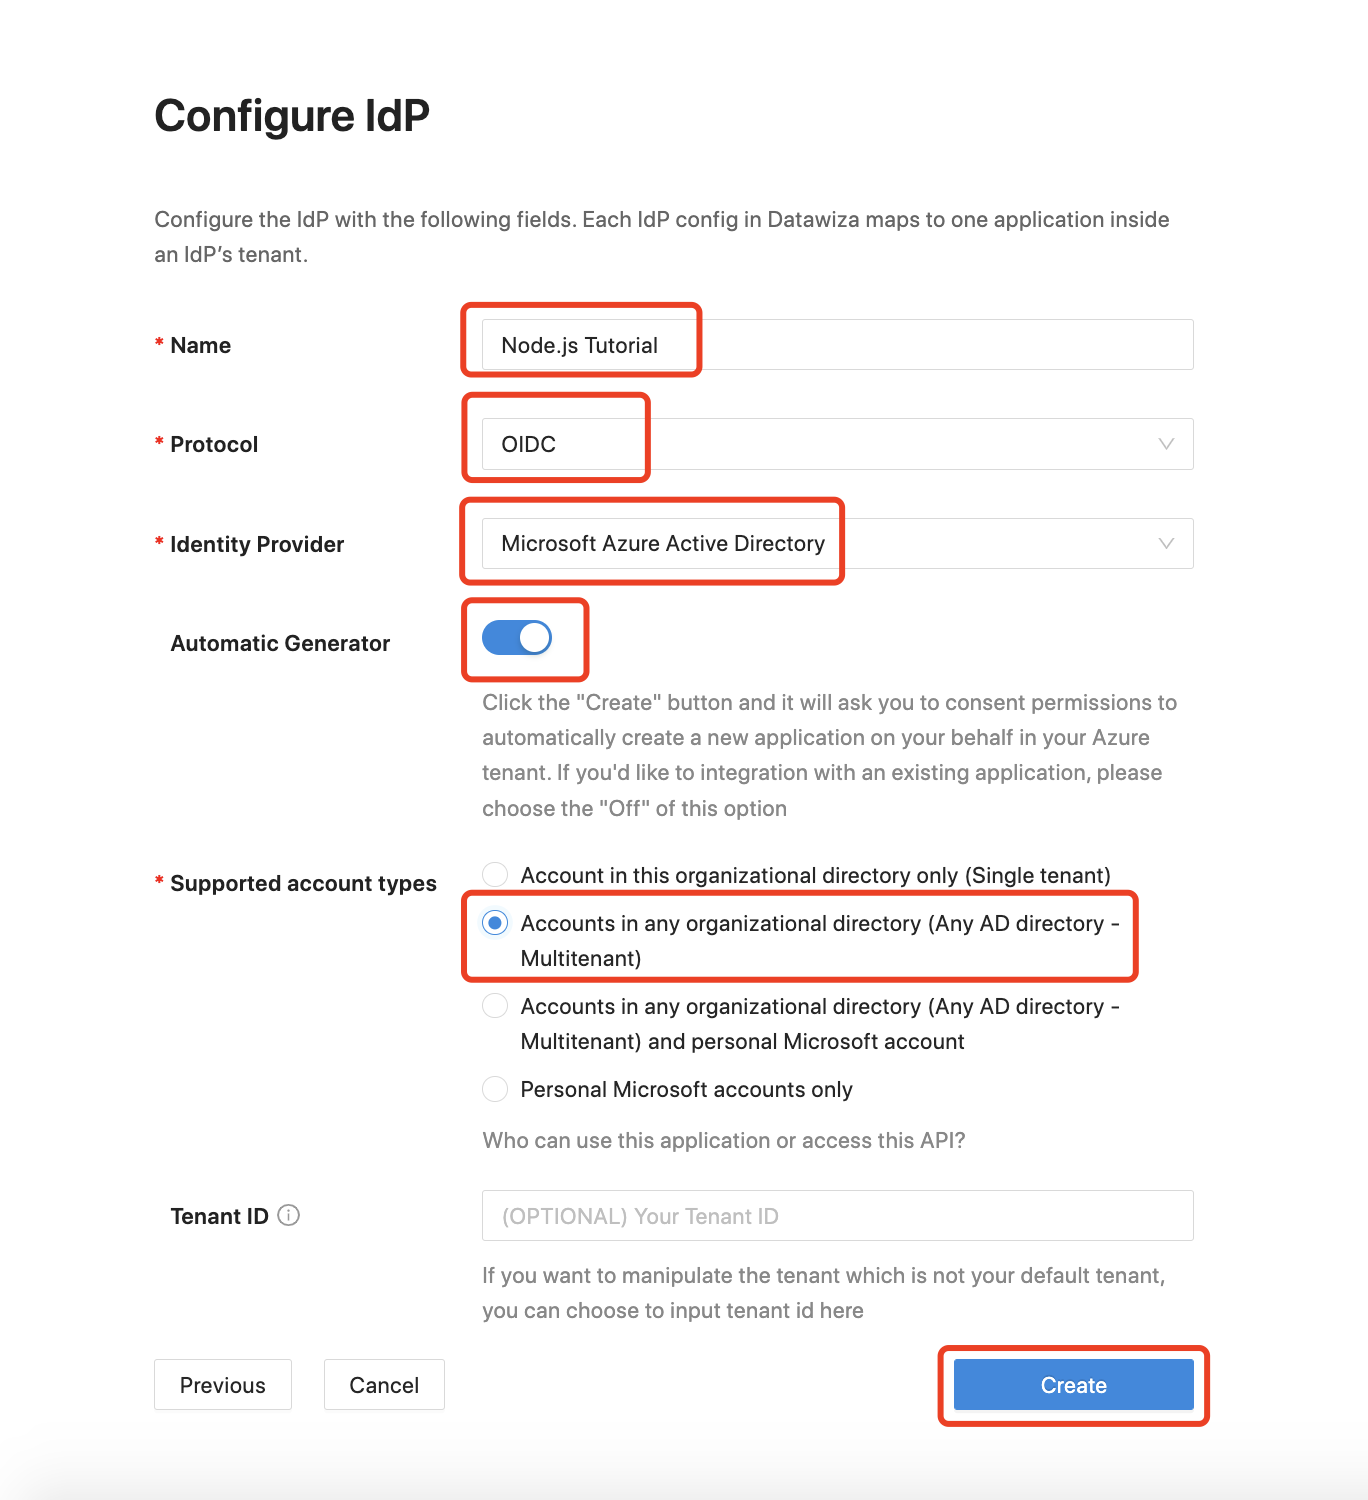 Configure IdP
Configure the IdP with the following fields. Each IdP config in Datawiza maps to one application inside
an IdP's tenant.
* Name
Node.js Tutorial
* Protocol
OIDC
* Identity Provider
Microsoft Azure Active Directory
Automatic Generator
Click the "Create" button and it will ask you to consent permissions to
automatically create a new application on your behalf in your Azure
tenant. If you'd like to integration with an existing application, please
choose the "Off" of this option
* Supported account types
Account in this organizational directory only (Single tenant)
Accounts in any organizational directory (Any AD directory -
Multitenant)
Accounts in any organizational directory (Any AD directory -
Multitenant) and personal Microsoft account
Personal Microsoft accounts only
Who can use this application or access this API?
Tenant ID
(OPTIONAL) Your Tenant ID
If you want to manipulate the tenant which is not your default tenant,
you can choose to input tenant id here
Previous
Cancel
Create